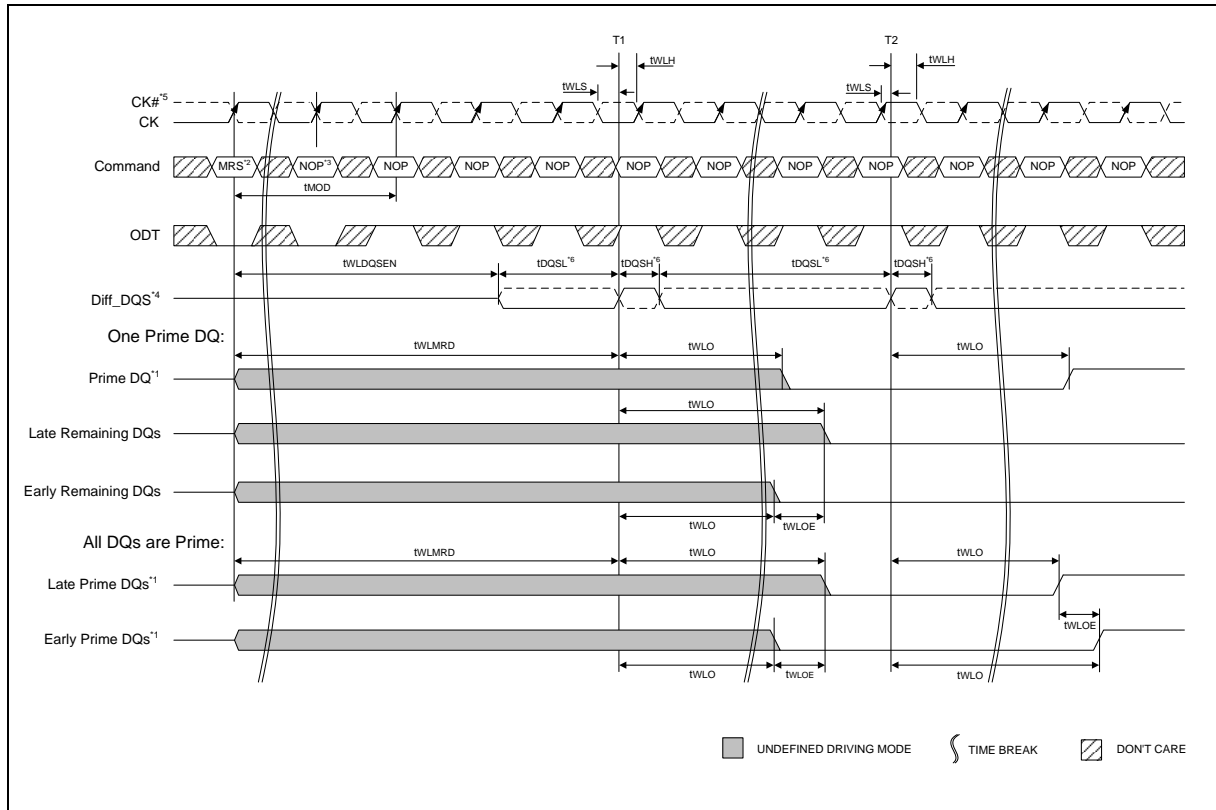 T1 T2
tWLH tWLH
tWLS tWLS
CK#*5
CK
Command MRS*2 NOP*3 NOP NOP NOP NOP NOP NOP NOP NOP NOP NOP
tMOD
ODT
tWLDQSEN tDQSL*6 tDQSH*6 tDQSL*6 tDQSH*6
Diff_DQS*4
One Prime DQ:
tWLMRD tWLO tWLO
Prime DQ*1
tWLO
Late Remaining DQs
Early Remaining DQs
tWLO tWLOE
All DQs are Prime:
tWLMRD tWLO tWLO
Late Prime DQs*1
tWLOE
Early Prime DQs*1
tWLO tWLOE tWLO
UNDEFINED DRIVING MODE TIME BREAK DON'T CARE